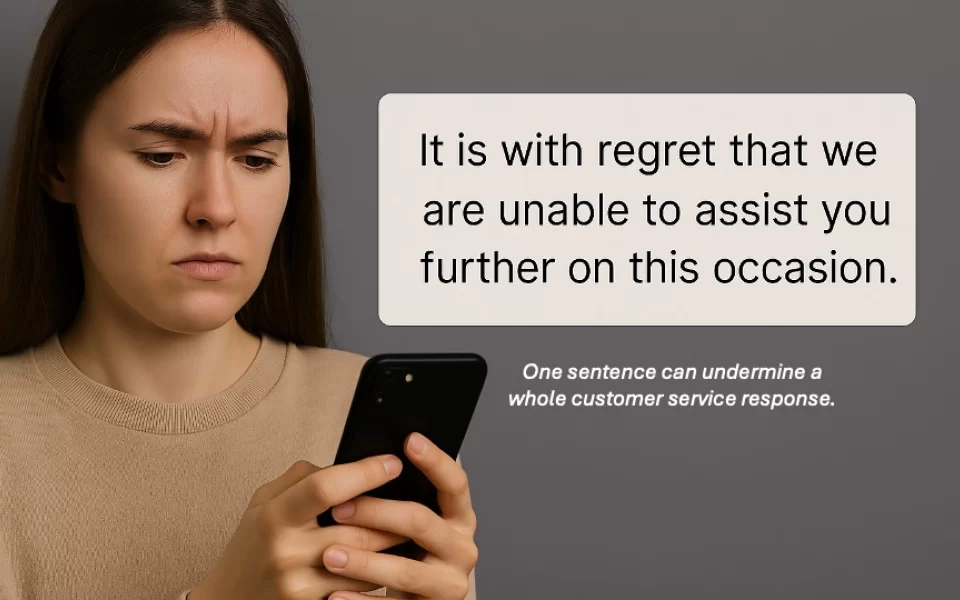 It is with regret that we
are unable to assist you
further on this occasion.
One sentence can undermine a
whole customer service response.